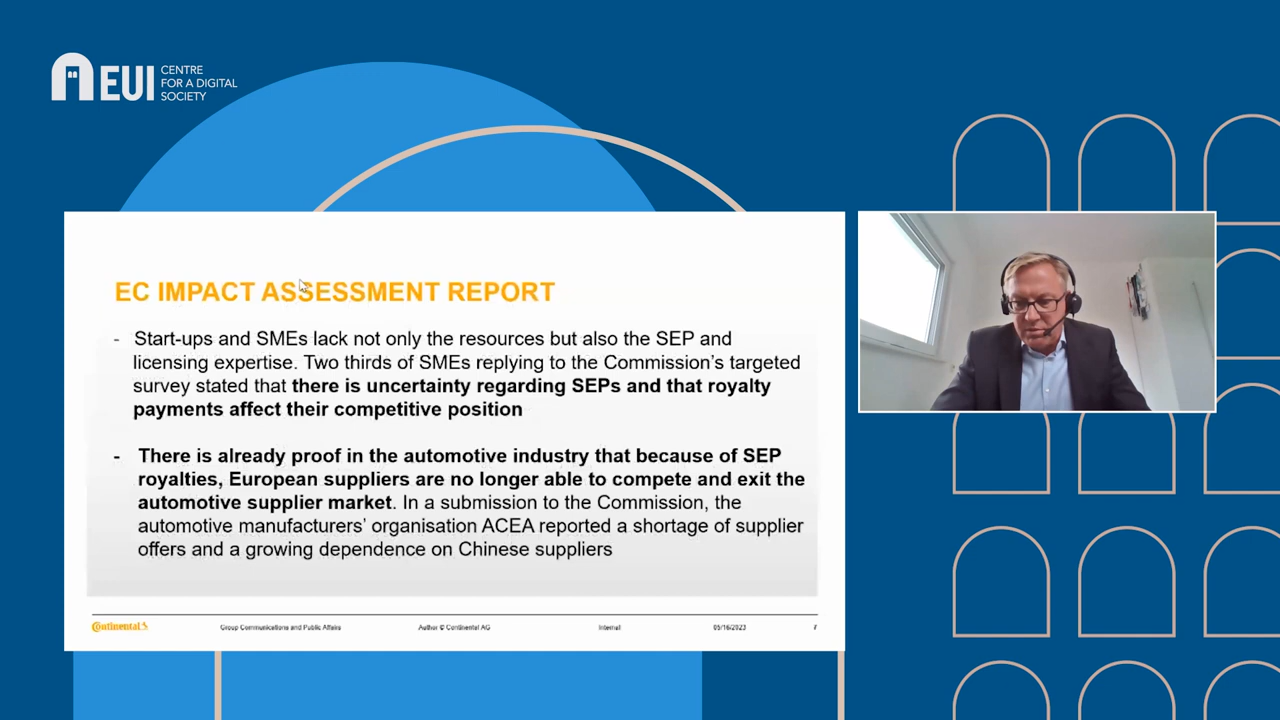 EUI
CENTRE
FOR A DIGITAL
SOCIETY
EC IMPACT ASSESSMENT REPORT
- Start-ups and SMEs lack not only the resources but also the SEP and
licensing expertise. Two thirds of SMEs replying to the Commission's targeted
survey stated that there is uncertainty regarding SEPs and that royalty
payments affect their competitive position
- There is already proof in the automotive industry that because of SEP
royalties, European suppliers are no longer able to compete and exit the
automotive supplier market. In a submission to the Commission, the
automotive manufacturers' organisation ACEA reported a shortage of supplier
offers and a growing dependence on Chinese suppliers
Continental
Group Communications and Public Affairs
Author © Continental AG
Internal
05/16/2023
7